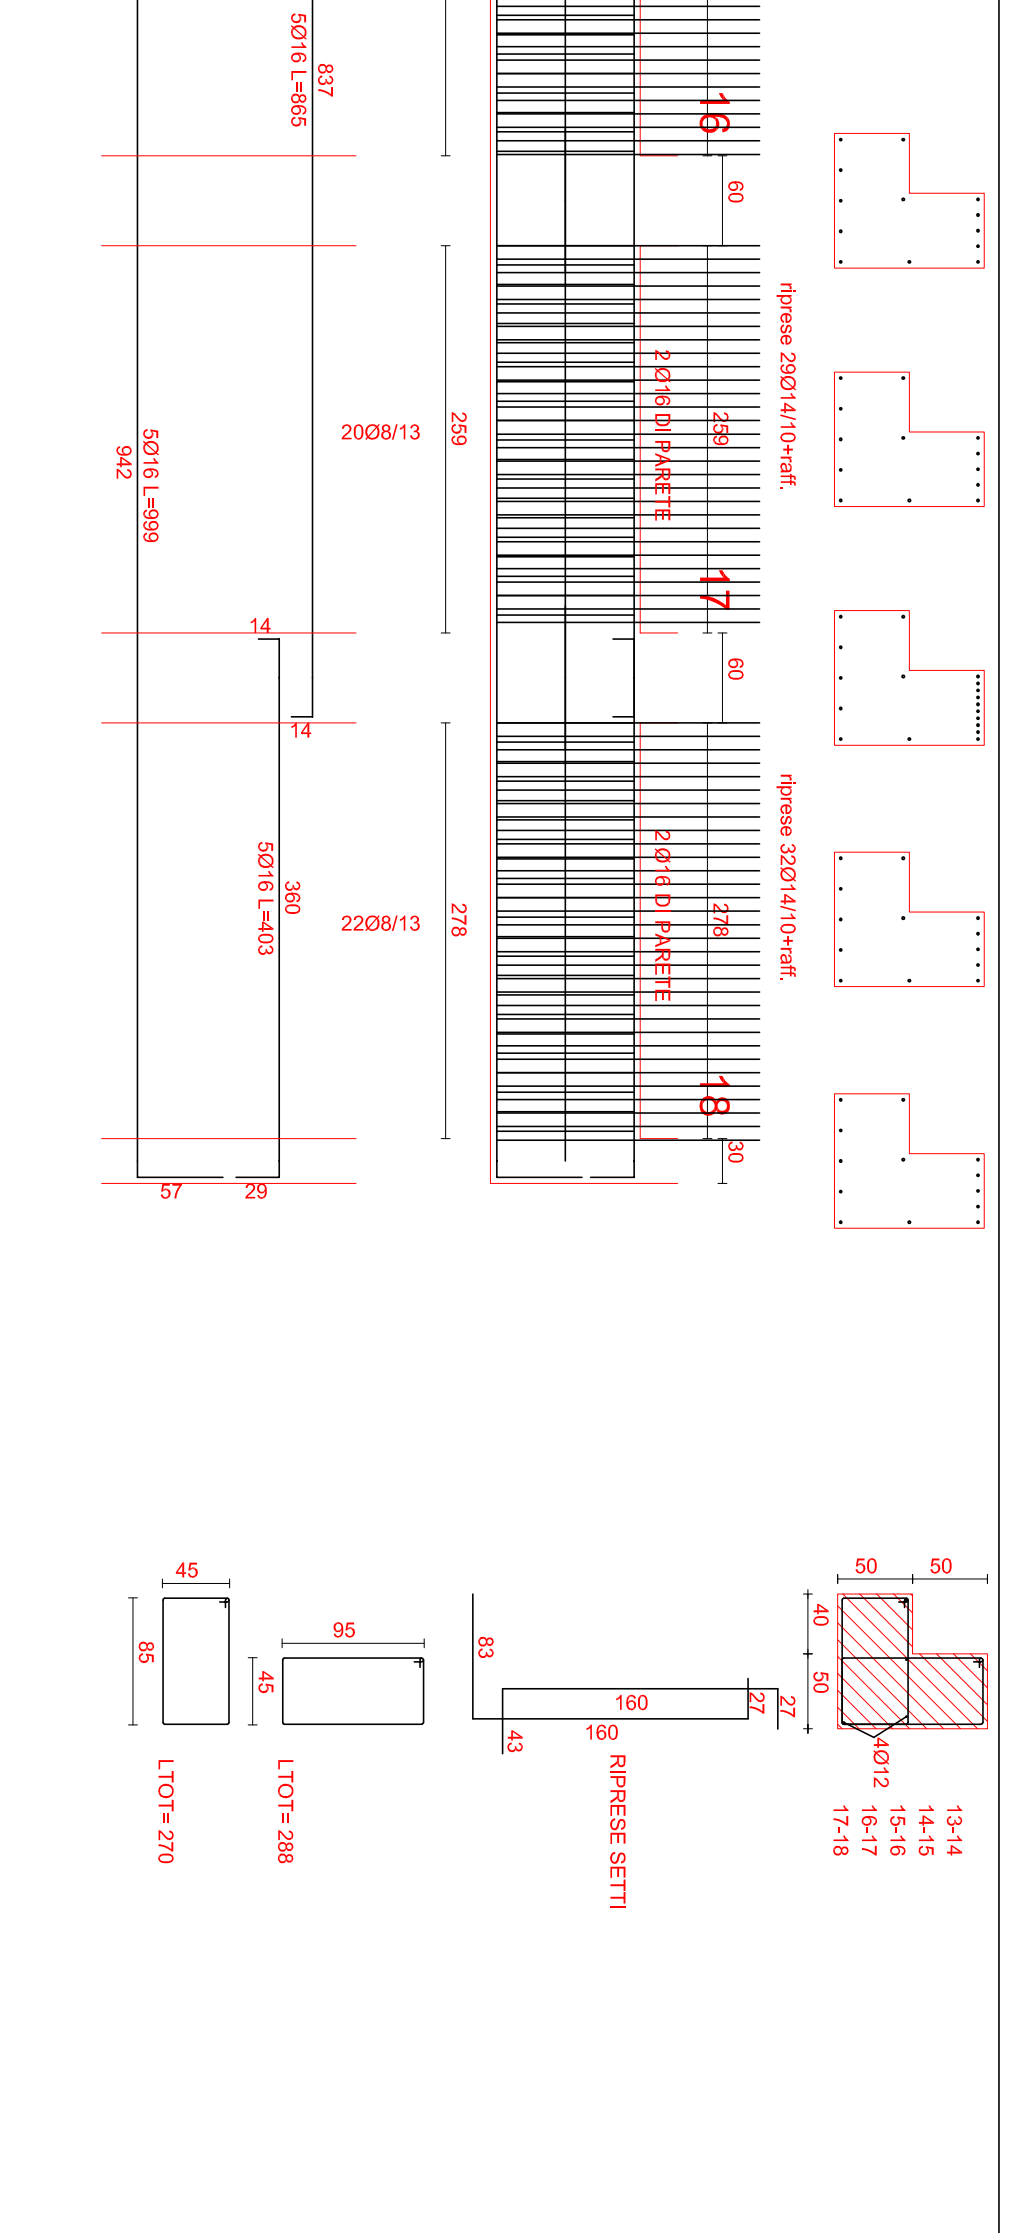 5Ø16 L=865
837
16
60
riprese 29Ø14/10+raff.
2 Ø16 DI PARETE
259
20Ø8/13
259
5Ø16 L=999
942
17
14
60
14
riprese 32Ø14/10+raff.
2 Ø16 DI PARETE
278
22Ø8/13
278
360
5Ø16 L=403
18
30
57
29
50
50
40
50
4Ø12
13-14
14-15
15-16
16-17
17-18
45
85
95
45
83
160
160
27
27
43
RIPRESE SETTI
LTOT= 288
LTOT= 270